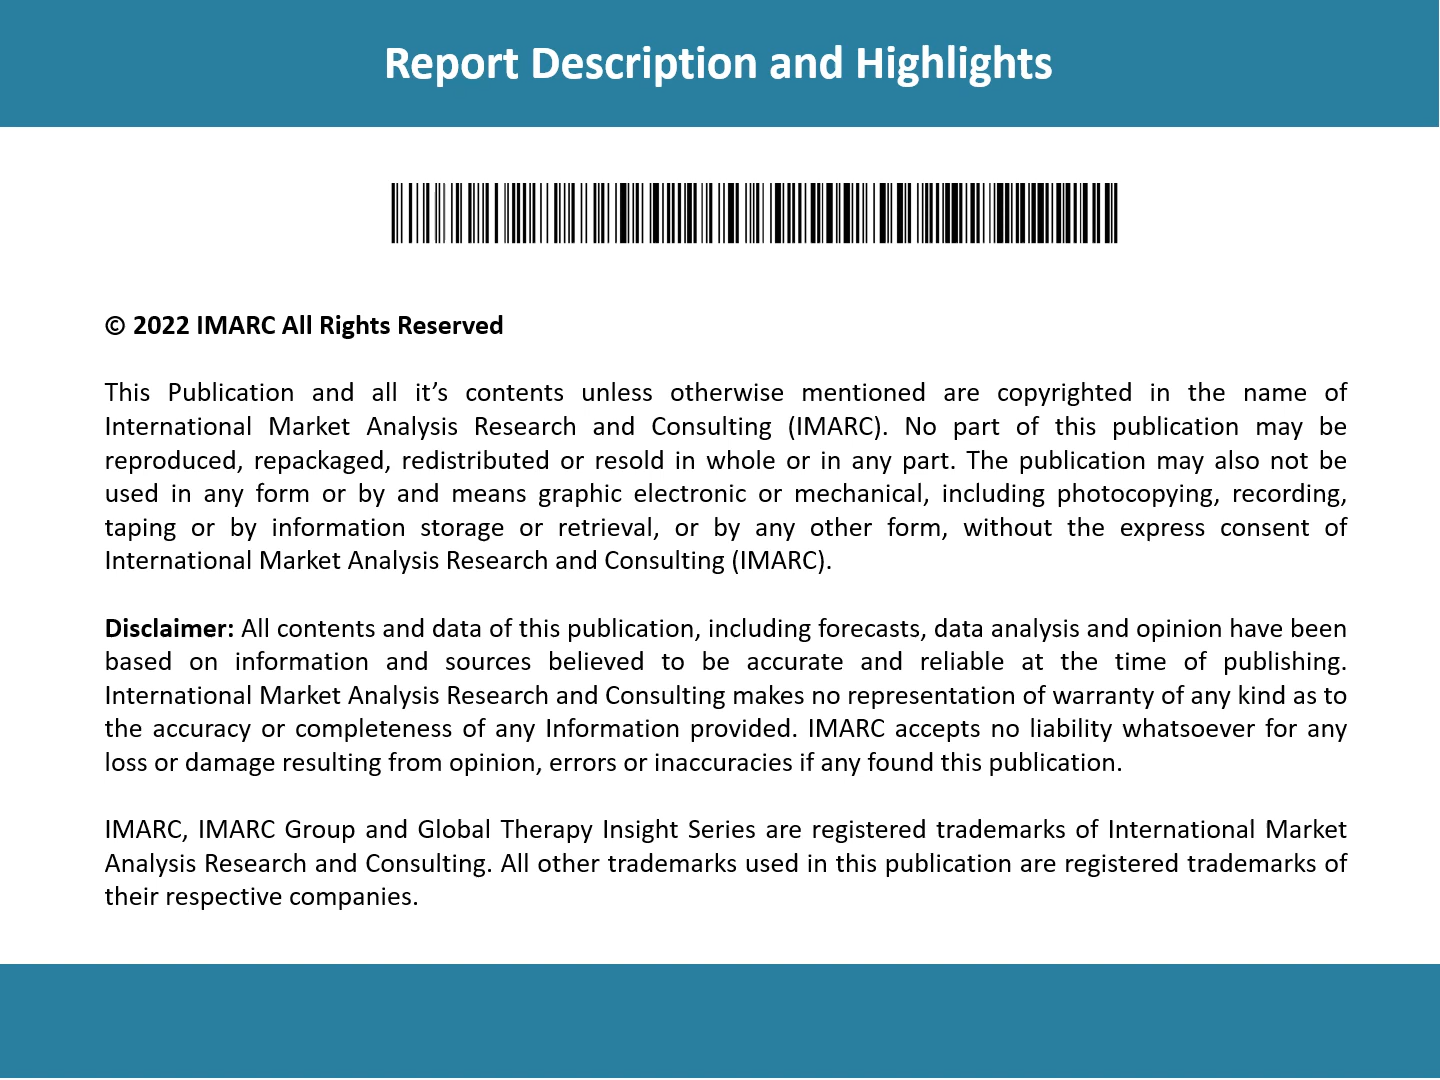 Report Description and Highlights
© 2022 IMARC All Rights Reserved
This Publication and all it’s contents unless otherwise mentioned are copyrighted in the name of
International Market Analysis Research and Consulting (IMARC). No part of this publication may be
reproduced, repackaged, redistributed or resold in whole or in any part. The publication may also not be
used in any form or by and means graphic electronic or mechanical, including photocopying, recording,
taping or by information storage or retrieval, or by any other form, without the express consent of
International Market Analysis Research and Consulting (IMARC).
Disclaimer: All contents and data of this publication, including forecasts, data analysis and opinion have been
based on information and sources believed to be accurate and reliable at the time of publishing.
International Market Analysis Research and Consulting makes no representation of warranty of any kind as to
the accuracy or completeness of any Information provided. IMARC accepts no liability whatsoever for any
loss or damage resulting from opinion, errors or inaccuracies if any found this publication.
IMARC, IMARC Group and Global Therapy Insight Series are registered trademarks of International Market
Analysis Research and Consulting. All other trademarks used in this publication are registered trademarks of
their respective companies.